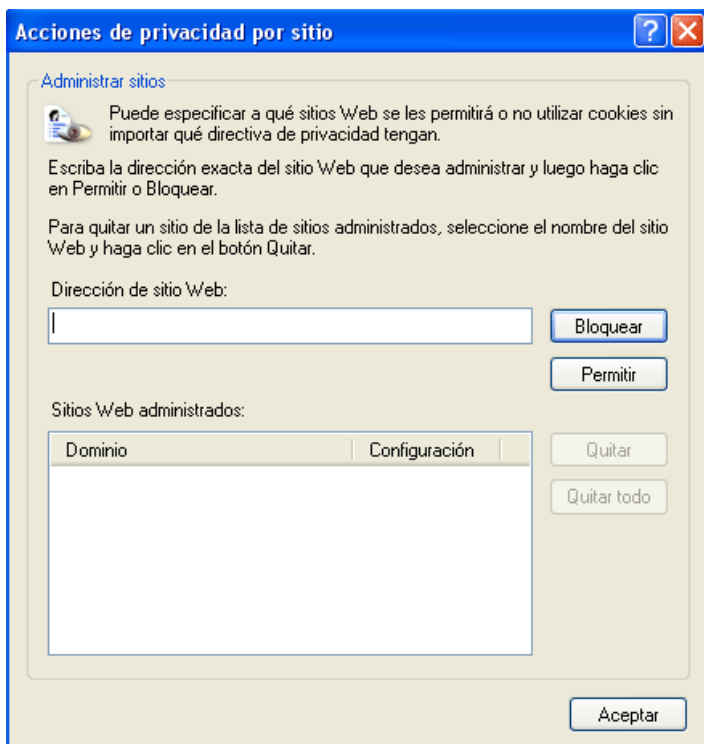 Acciones de privacidad por sitio
Administrar sitios
Puede especificar a qué sitios Web se les permitirá o no utilizar cookies sin
importar qué directiva de privacidad tengan.
Escriba la dirección exacta del sitio Web que desea administrar y luego haga clic
en Permitir o Bloquear.
Para quitar un sitio de la lista de sitios administrados, seleccione el nombre del sitio
Web y haga clic en el botón Quitar.
Dirección de sitio Web:
Bloquear
Permitir
Sitios Web administrados:
Dominio Configuración
Quitar
Quitar todo
Aceptar